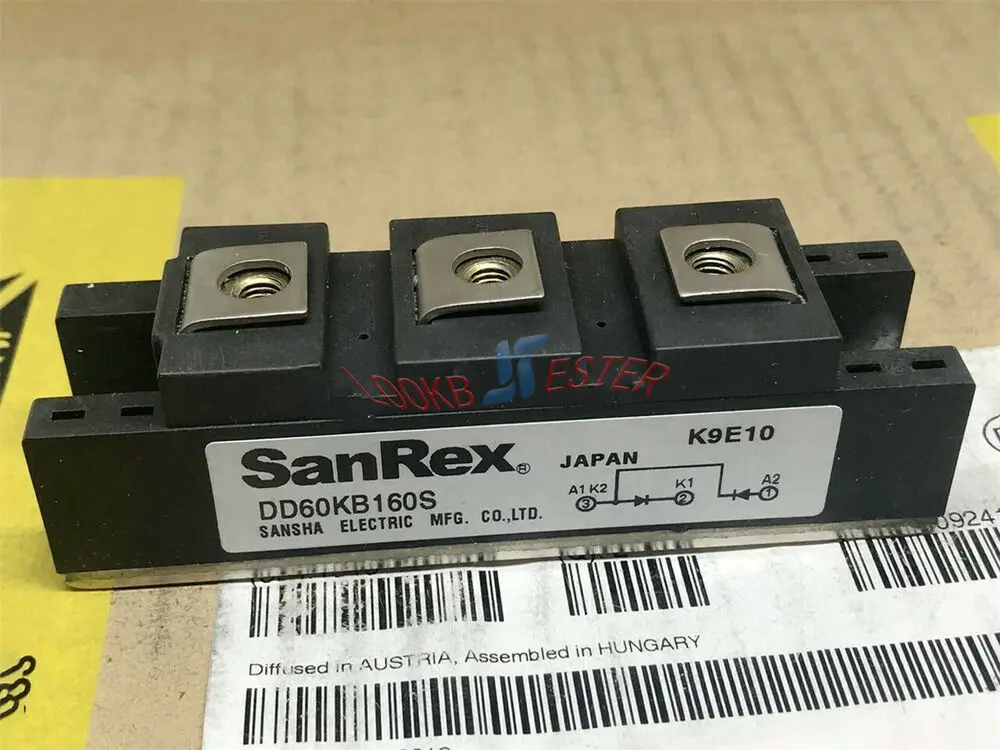 LOOKB ESTER
SanRex® JAPAN K9E10
DD60KB160S
SANSHA ELECTRIC MFG. CO.,LTD.
A1 K2 K1 A2
3 2 1
Diffused in AUSTRIA, Assembled in HUNGARY